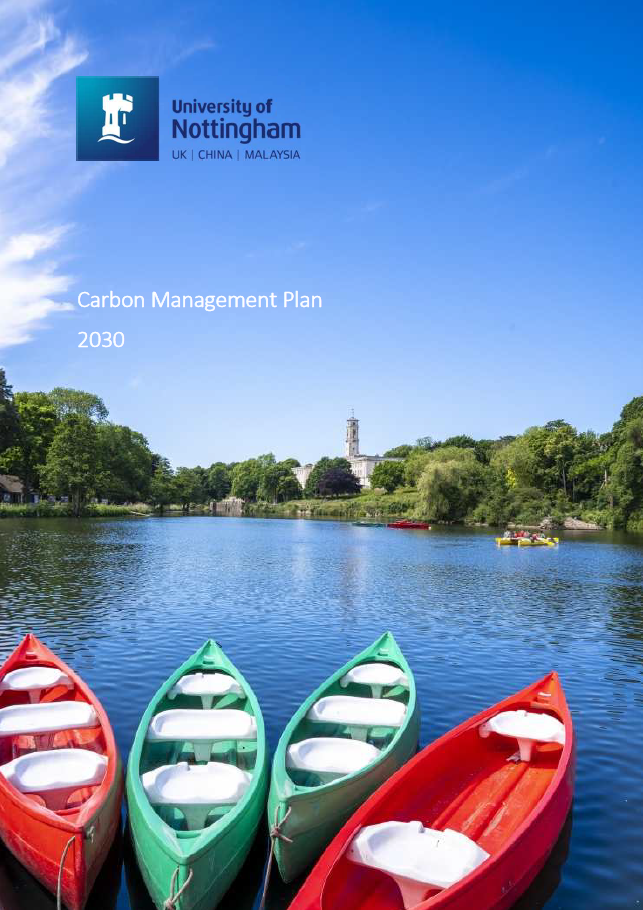 University of
Nottingham
UK | CHINA | MALAYSIA
Carbon Management Plan
2030